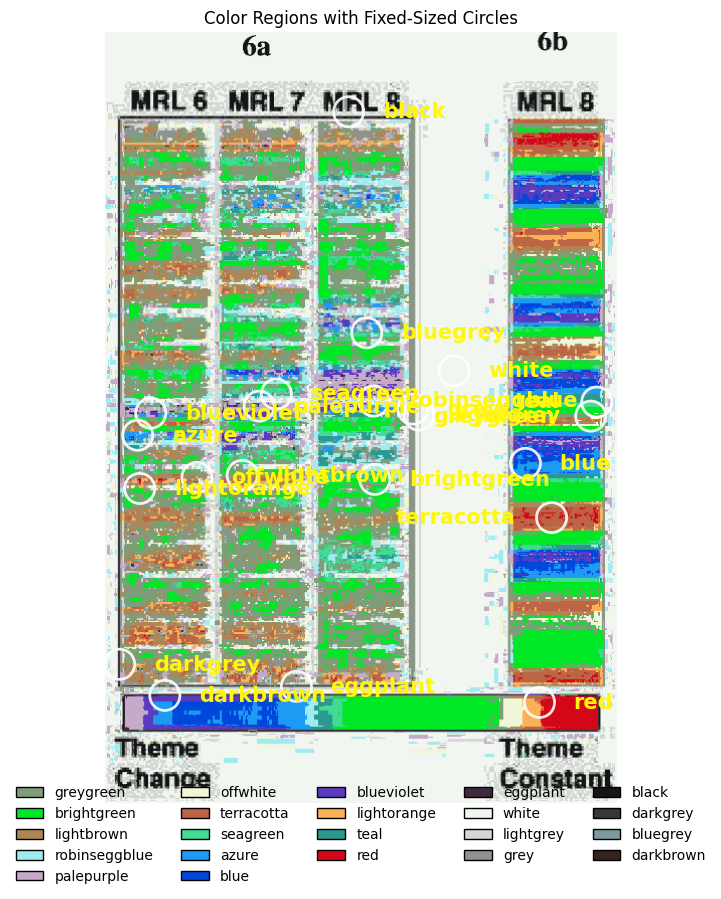 Color Regions with Fixed-Sized Circles
6a
6b
MRL 6 MRL 7 MRL 8
MRL 8
black
bluegrey
white
seagreen
robinseggblue
palepurple
blueviolet
greygreen
azure
blue
offwhite
lightbrown
lightorange
brightgreen
terracotta
darkgrey
eggplant
darkbrown
red
Theme
Change
Theme
Constant
greygreen
brightgreen
lightbrown
robinseggblue
palepurple
offwhite
terracotta
seagreen
azure
blue
blueviolet
lightorange
teal
red
eggplant
white
lightgrey
grey
black
darkgrey
bluegrey
darkbrown